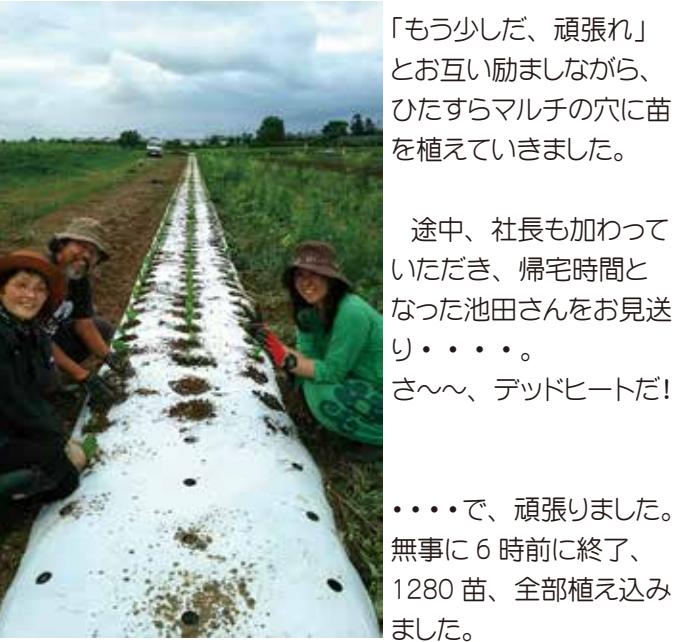 「もう少しだ、頑張れ」
とお互い励ましながら、
ひたすらマルチの穴に苗
を植えていきました。
途中、社長も加わって
いただき、帰宅時間と
なった池田さんをお見送
り・・・・。
さ～～、デッドヒートだ!
・・・・で、頑張りました。
無事に 6 時前に終了、
1280 苗、全部植え込み
ました。